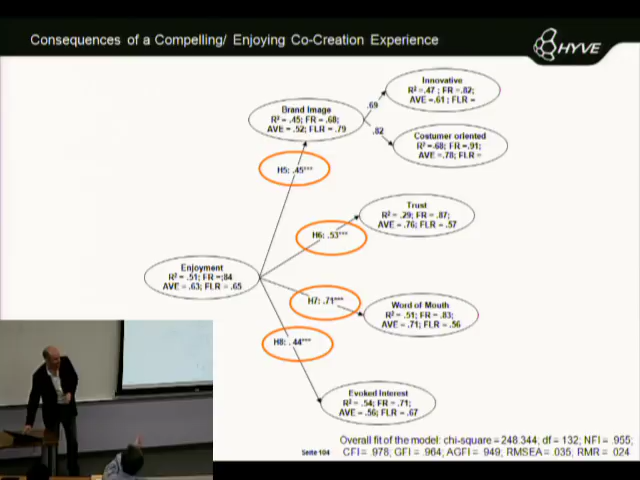 Consequences of a Compelling/ Enjoying Co-Creation Experience
HYVE
Innovative
R² =.47 ; FR =.82;
AVE =.61 ; FLR =
.69
Brand Image
R² = .45; FR = .68;
AVE = .52; FLR = .79
.82
Costumer oriented
R² =.68; FR =.91;
AVE =.78; FLR =
H5: .45***
Trust
R² = .29; FR = .87;
AVE = .76; FLR = .57
H6: .53***
Enjoyment
R² = .51; FR =.84
AVE = .63; FLR = .65
H7: .71***
Word of Mouth
R² = .51; FR = .83;
AVE = .71; FLR = .56
H8: .44***
Evoked Interest
R² = .54; FR = .71;
AVE = .56; FLR = .67
Overall fit of the model: chi-square = 248.344; df = 132; NFI = .955;
Seite 104 CFI= .978; GFI = .964; AGFI = .949; RMSEA = .035; RMR = .024